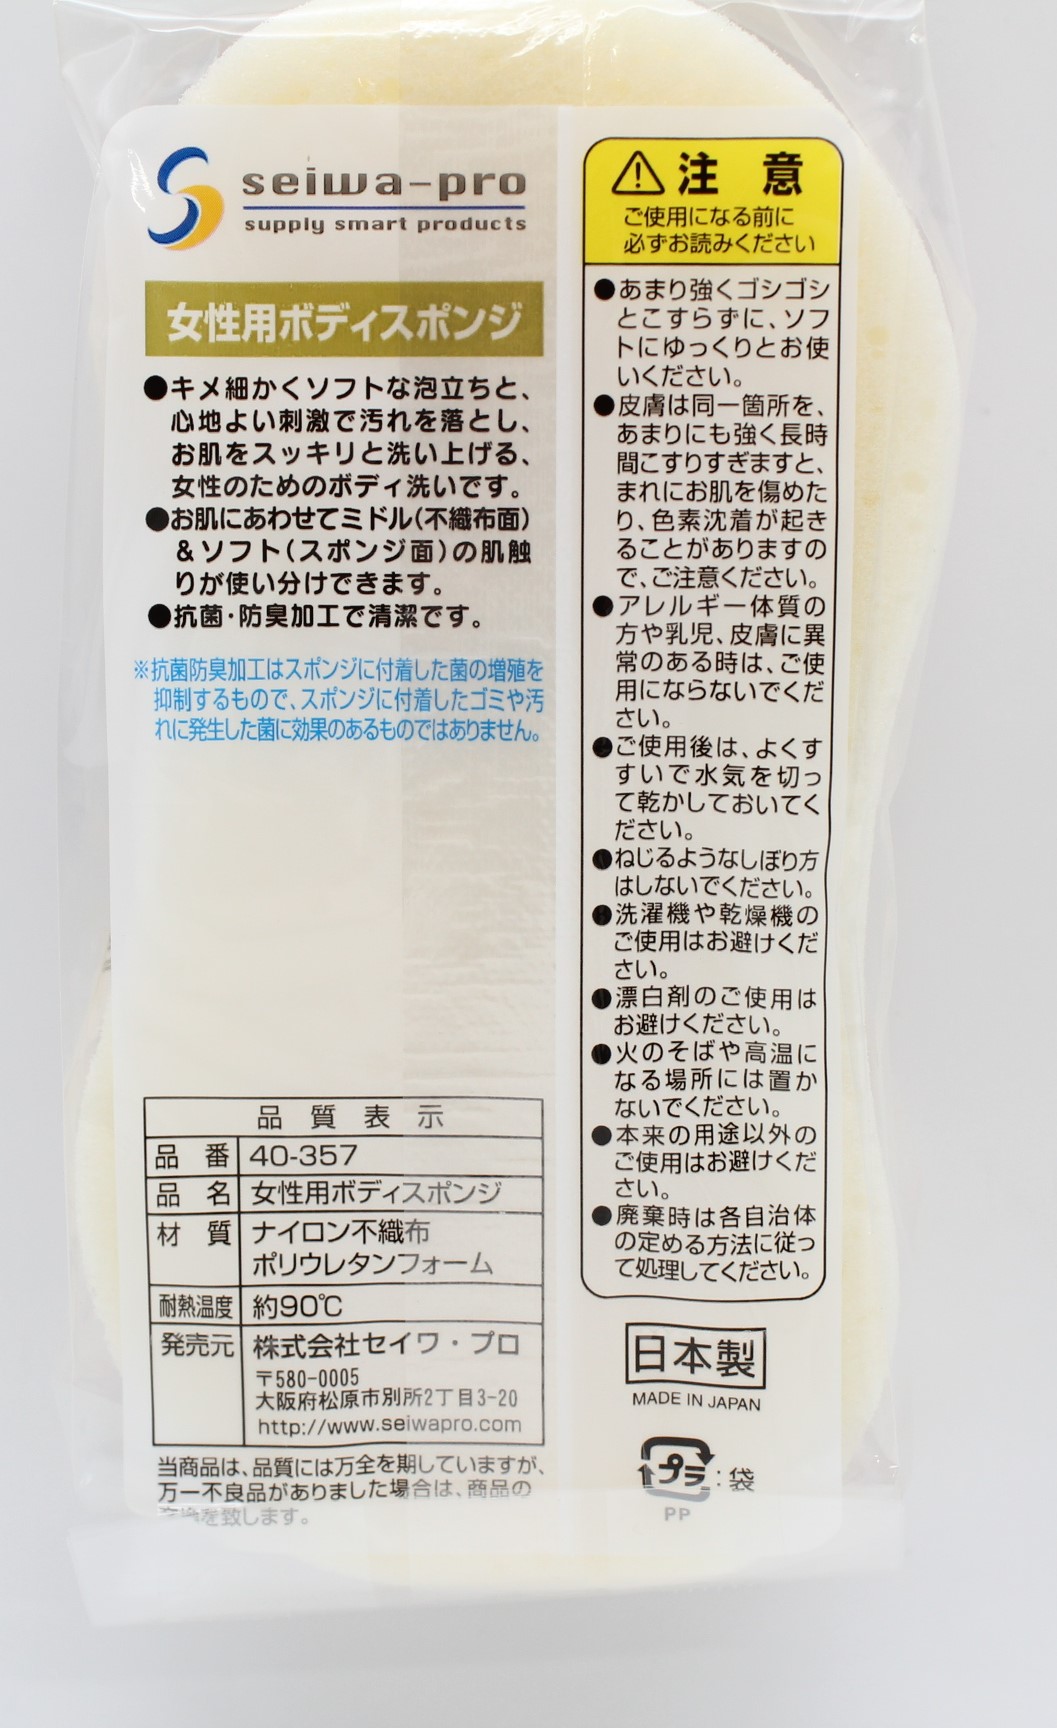 seiwa-pro
supply smart products
女性用ボディスポンジ
●キメ細かくソフトな泡立ちと、
心地よい刺激で汚れを落とし、
お肌をスッキリと洗い上げる、
女性のためのボディ洗いです。
●お肌にあわせてミドル(不織布面)
&ソフト(スポンジ面)の肌触
りが使い分けできます。
●抗菌・防臭加工で清潔です。
※抗菌防臭加工はスポンジに付着した菌の増殖を
抑制するもので、スポンジに付着したゴミや汚
れに発生した菌に効果のあるものではありません。
品質表示
品番 40-357
品名 女性用ボディスポンジ
材質 ナイロン不織布
ポリウレタンフォーム
耐熱温度 約90℃
発売元 株式会社セイワ・プロ
〒580-0005
大阪府松原市別所2丁目3-20
http://www.seiwapro.com
当商品は、品質には万全を期していますが、
万一不良品がありました場合は、商品の
交換を致します。
⚠注意
ご使用になる前に
必ずお読みください
●あまり強くゴシゴシ
とこすらずに、ソフ
トにゆっくりとお使
いください。
●皮膚は同一箇所を、
あまりにも強く長時
間こすりすぎますと、
まれにお肌を傷めた
り、色素沈着が起き
ることがありますの
で、ご注意ください。
●アレルギー体質の
方や乳児、皮膚に異
常のある時は、ご使
用にならないでくだ
さい。
●ご使用後は、よくす
すいで水気を切っ
て乾かしておいてく
ださい。
●ねじるようなしぼり方
はしないでください。
●洗濯機や乾燥機の
ご使用はお避けくだ
さい。
●漂白剤のご使用は
お避けください。
●火のそばや高温に
なる場所には置か
ないでください。
●本来の用途以外の
ご使用はお避けくだ
さい。
●廃棄時は各自治体
の定める方法に従っ
て処理してください。
日本製
MADE IN JAPAN
プラ:袋
PP